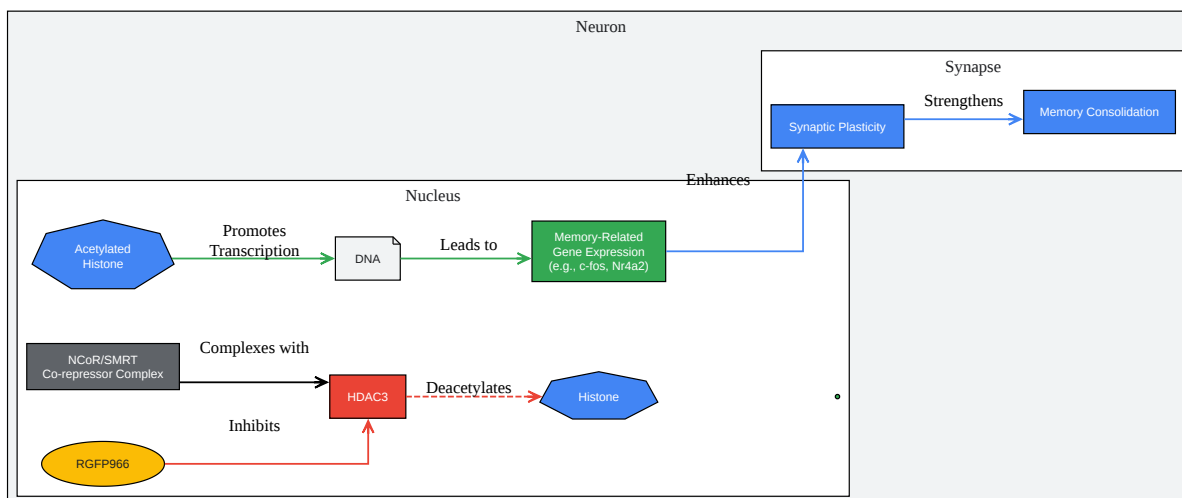 Neuron
Synapse
Strengthens
Synaptic Plasticity
Memory Consolidation
Enhances
Nucleus
Promotes
Transcription
Acetylated
Histone
DNA
Leads to
Memory-Related
Gene Expression
(e.g., c-fos, Nr4a2)
NCoR/SMRT
Co-repressor Complex
Complexes with
HDAC3
Deacetylates
Histone
Inhibits
RGFP966